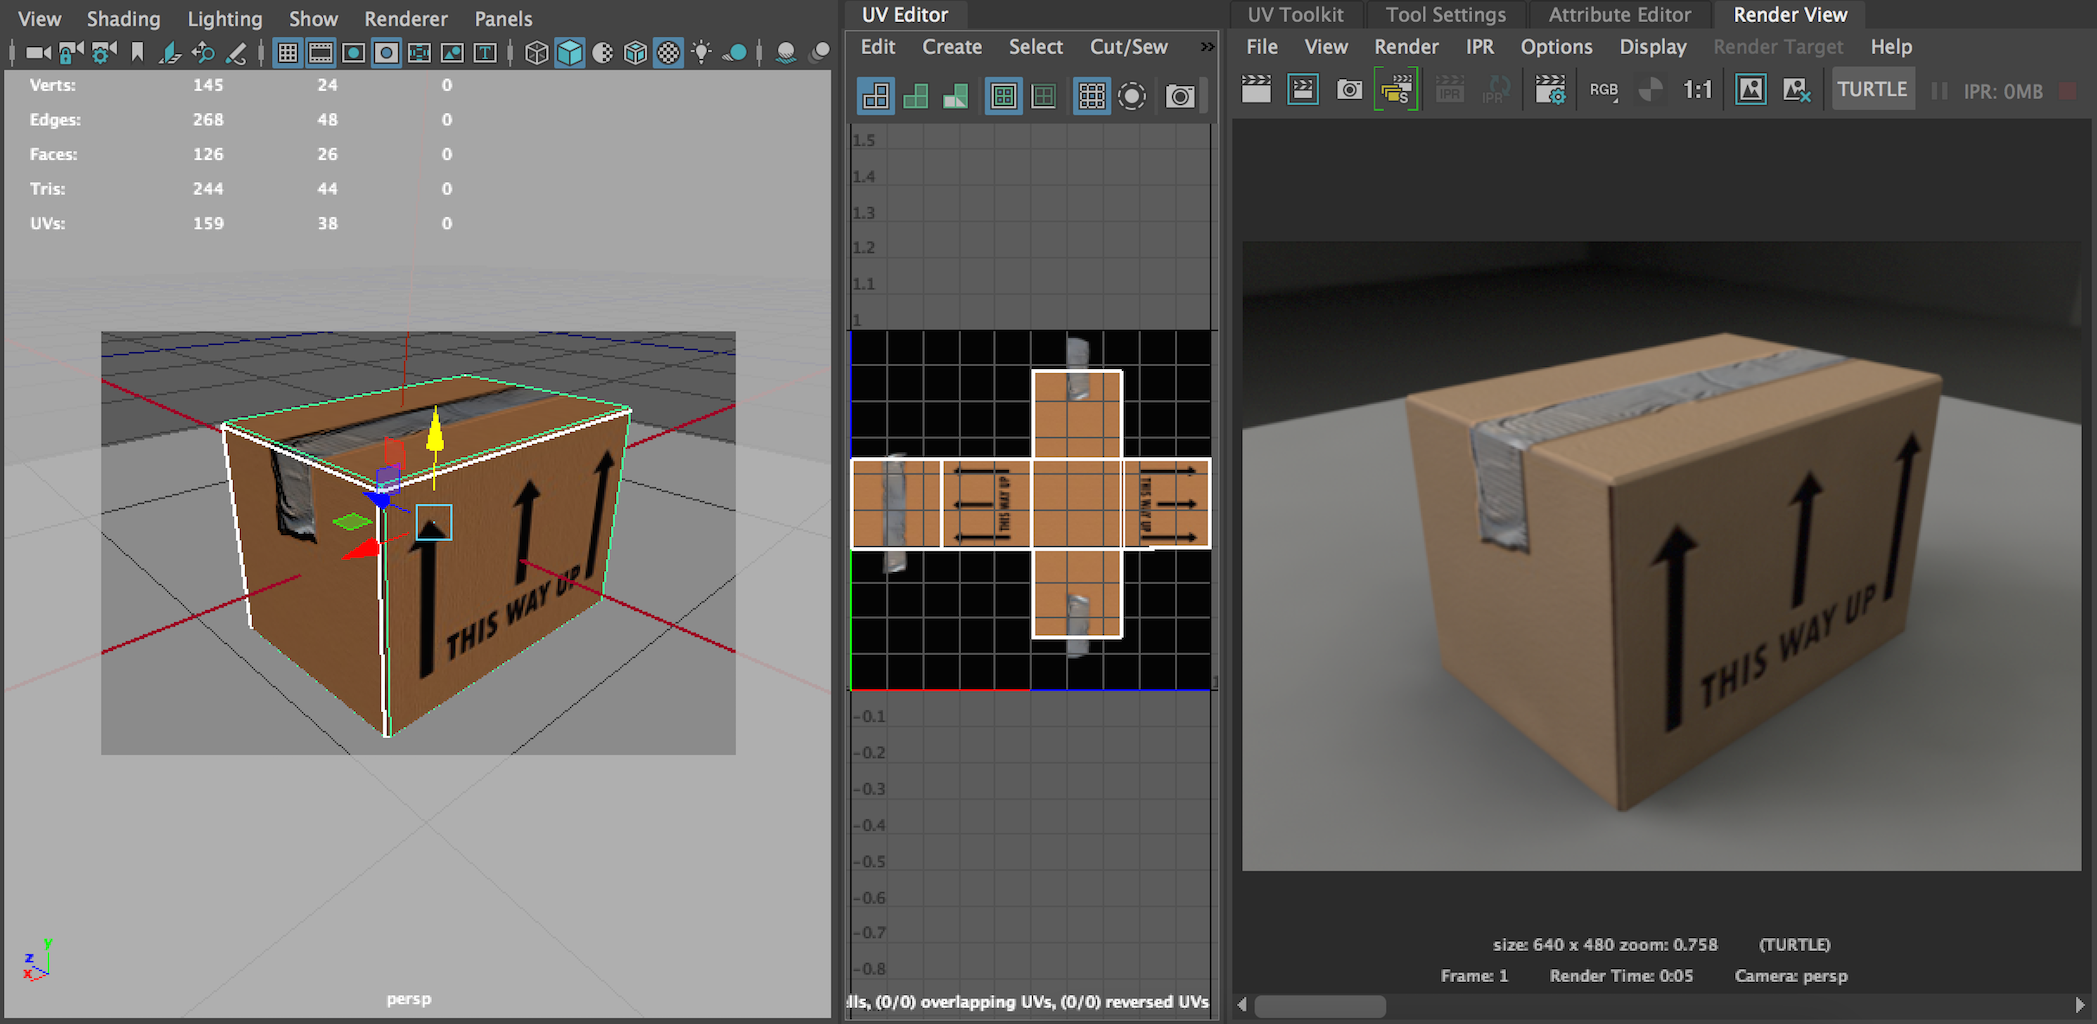 View Shading Lighting Show Renderer Panels
Verts: 145 24 0
Edges: 268 48 0
Faces: 126 26 0
Tris: 244 44 0
UVs: 159 38 0
THIS WAY UP
y
z
x
persp
UV Editor
Edit Create Select Cut/Sew »
1.5
1.4
1.3
1.2
1.1
1
THIS WAY UP
THIS WAY UP
1
-0.1
-0.2
-0.3
-0.4
-0.5
-0.6
-0.7
-0.8
lls, (0/0) overlapping UVs, (0/0) reversed UVs
UV Toolkit Tool Settings Attribute Editor Render View
File View Render IPR Options Display Render Target Help
S IPR IPR RGB 1:1 TURTLE IPR: 0MB
THIS WAY UP
size: 640 x 480 zoom: 0.758 (TURTLE)
Frame: 1 Render Time: 0:05 Camera: persp